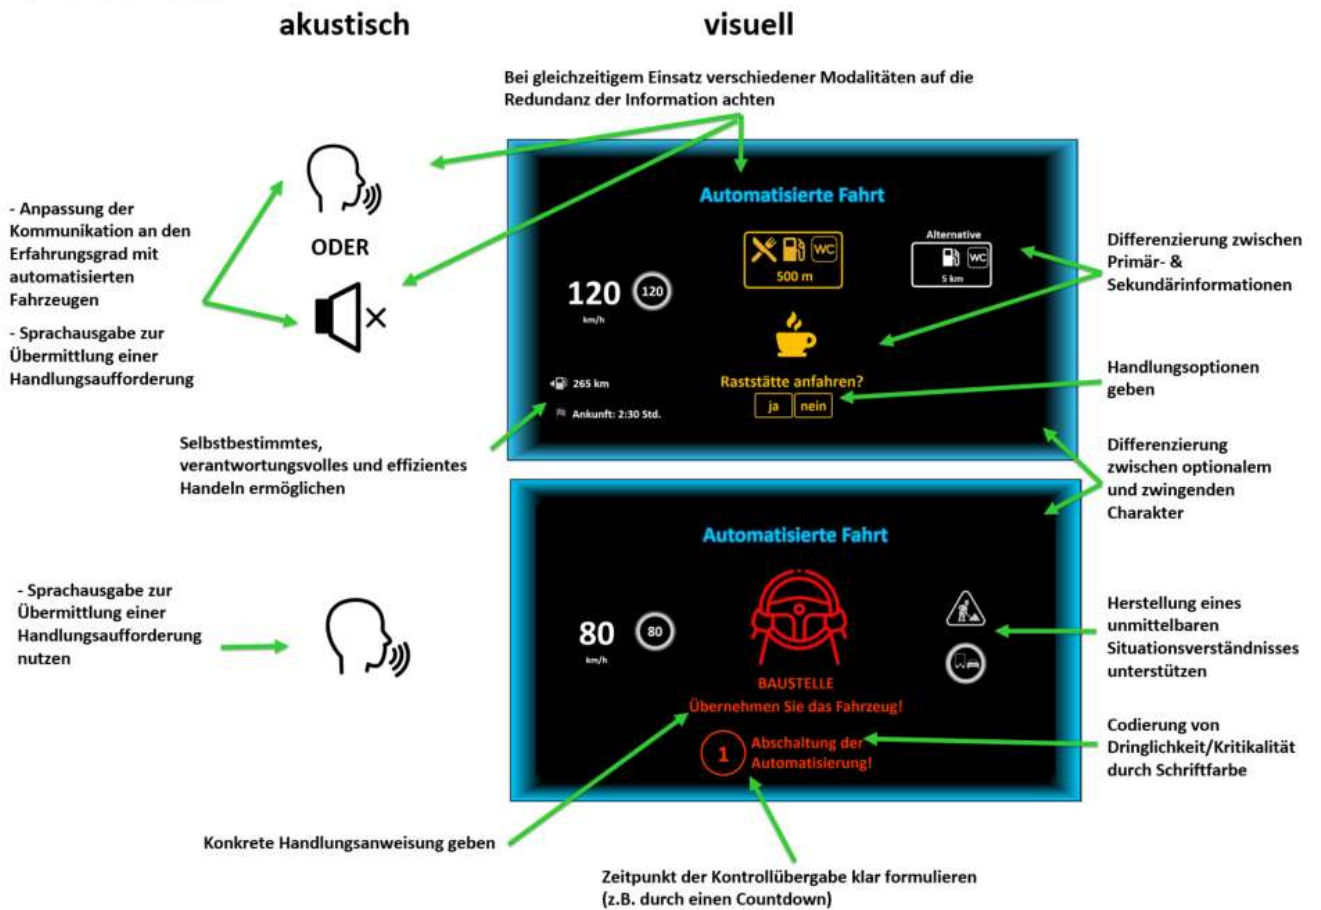 akustisch
visuell
Bei gleichzeitigem Einsatz verschiedener Modalitäten auf die
Redundanz der Information achten
- Anpassung der
Kommunikation an den
Erfahrungsgrad mit
automatisierten
Fahrzeugen
- Sprachausgabe zur
Übermittlung einer
Handlungsaufforderung
ODER
Automatisierte Fahrt
WC
500 m
Alternative
WC
5 km
120
km/h
120
Raststätte anfahren?
ja
nein
265 km
Ankunft: 2:30 Std.
Differenzierung zwischen
Primär- &
Sekundärinformationen
Handlungsoptionen
geben
Selbstbestimmtes,
verantwortungsvolles und effizientes
Handeln ermöglichen
Differenzierung
zwischen optionalem
und zwingenden
Charakter
- Sprachausgabe zur
Übermittlung einer
Handlungsaufforderung
nutzen
Automatisierte Fahrt
80
km/h
80
BAUSTELLE
Übernehmen Sie das Fahrzeug!
1
Abschaltung der
Automatisierung!
Herstellung eines
unmittelbaren
Situationsverständnisses
unterstützen
Codierung von
Dringlichkeit/Kritikalität
durch Schriftfarbe
Konkrete Handlungsanweisung geben
Zeitpunkt der Kontrollübergabe klar formulieren
(z.B. durch einen Countdown)